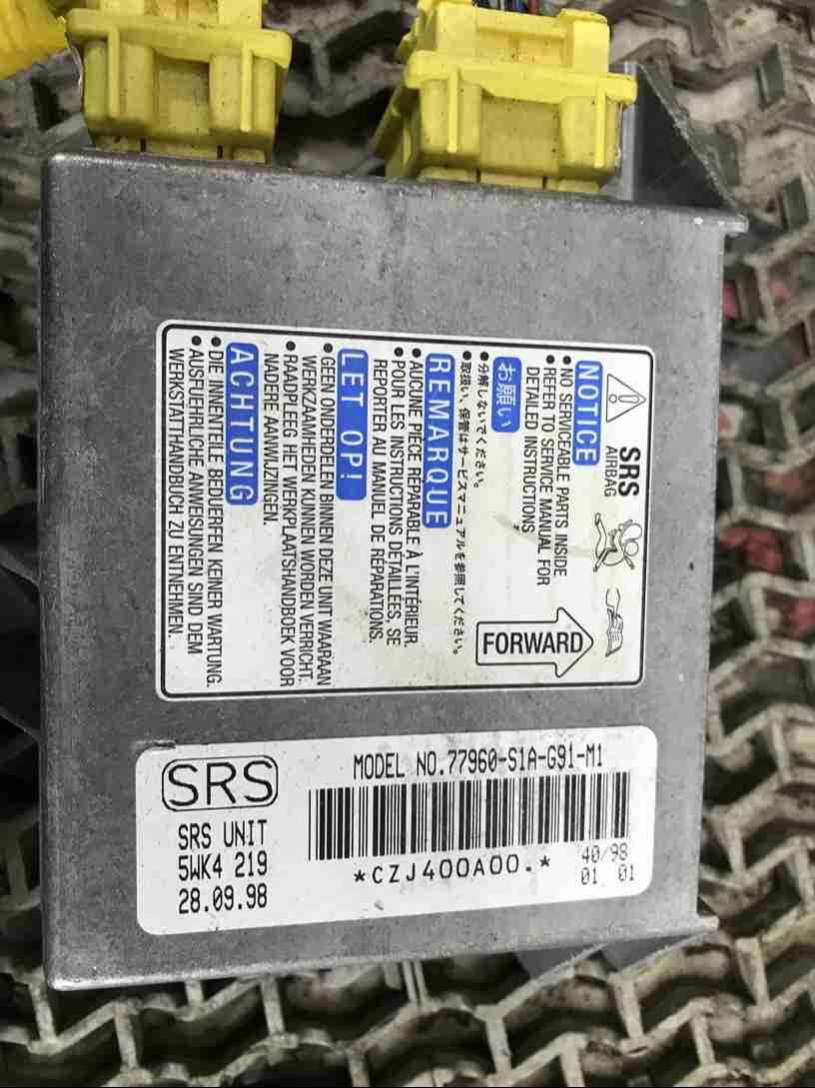 SRS
AIRBAG
NOTICE
• NO SERVICEABLE PARTS INSIDE
• REFER TO SERVICE MANUAL FOR
DETAILED INSTRUCTIONS
お願い
• 分解しないでください。
• 取扱い、保管はサービスマニュアルを参照してください。
REMARQUE
• AUCUNE PIÈCE RÉPARABLE À L'INTÉRIEUR.
• POUR LES INSTRUCTIONS DÉTAILLÉES, SE
REPORTER AU MANUEL DE RÉPARATIONS.
LET OP!
• GEEN ONDERDELEN BINNEN DEZE UNIT WAARAAN
WERKZAAMHEDEN KUNNEN WORDEN VERRICHT.
• RAADPLEEG HET WERKPLAATSHANDBOEK VOOR
NADERE AANWIJZINGEN.
ACHTUNG
• DIE INNENTEILE BEDUERFEN KEINER WARTUNG.
• AUSFUEHRLICHE ANWEISUNGEN SIND DEM
WERKSTATTHANDBUCH ZU ENTNEHMEN.
FORWARD
SRS
SRS UNIT
5WK4 219
28.09.98
MODEL NO.77960-S1A-G91-M1
*CZJ400A00.*
40/98
01 01